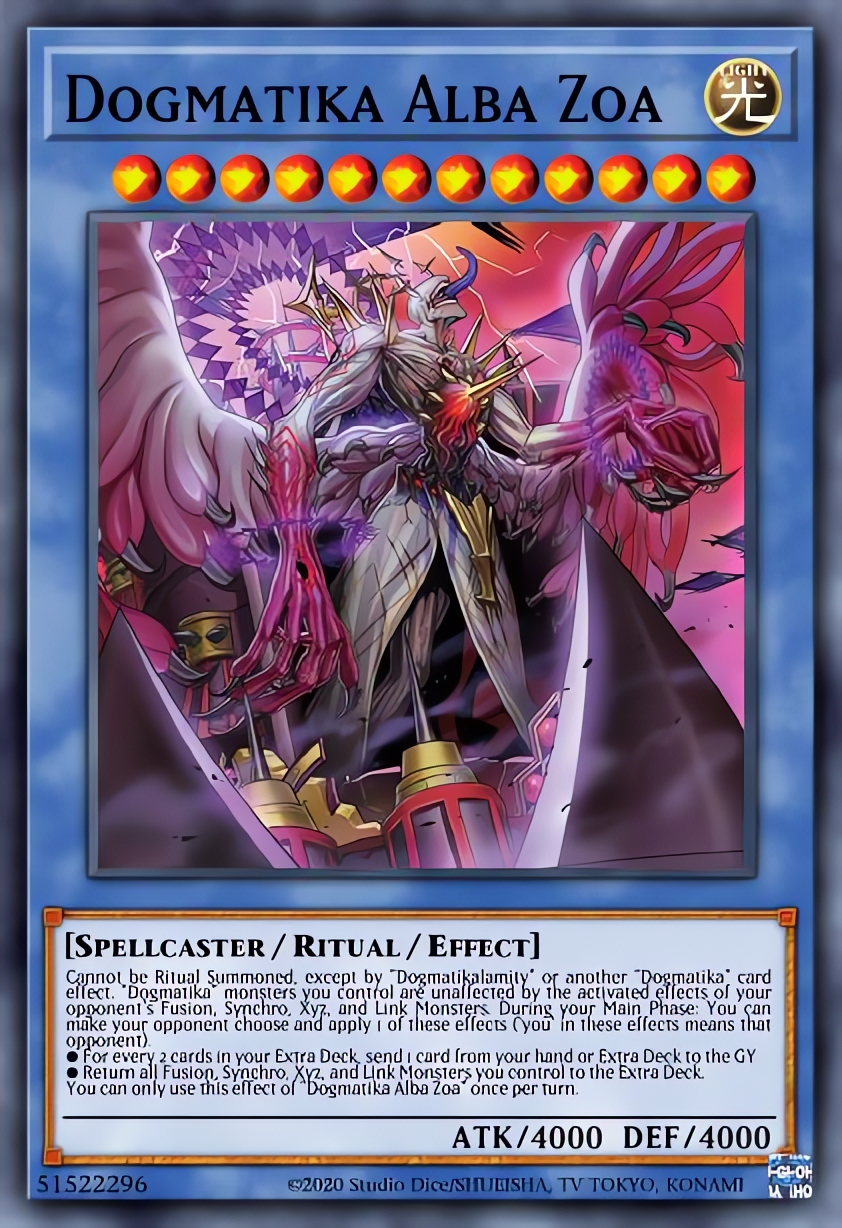 DOGMATIKA ALBA ZOA
LIGHT
光
[SPELLCASTER / RITUAL / EFFECT]
Cannot be Ritual Summoned, except by "Dogmatikalamity" or another "Dogmatika" card
effect. "Dogmatika" monsters you control are unaffected by the activated effects of your
opponent's Fusion, Synchro, Xyz, and Link Monsters. During your Main Phase: You can
make your opponent choose and apply 1 of these effects ("you" in these effects means that
opponent).
● For every 2 cards in your Extra Deck, send 1 card from your hand or Extra Deck to the GY
● Return all Fusion, Synchro, Xyz, and Link Monsters you control to the Extra Deck.
You can only use this effect of "Dogmatika Alba Zoa" once per turn.
ATK/4000 DEF/4000
51522296
©2020 Studio Dice/SHUEISHA, TV TOKYO, KONAMI